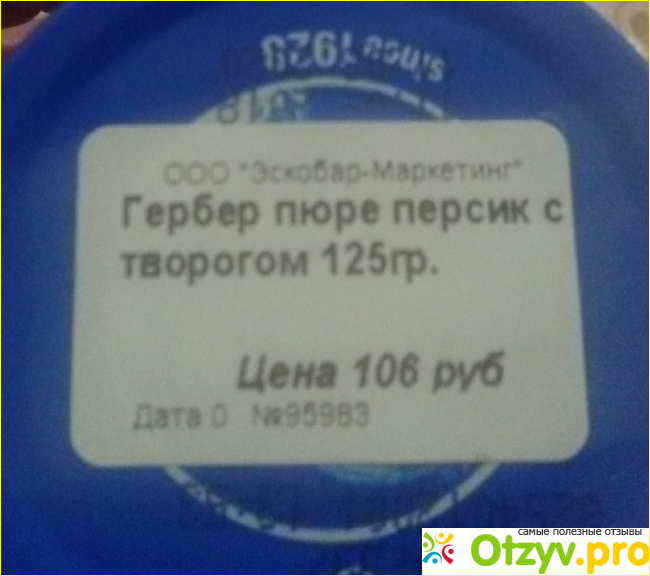 since 1928
ООО "Эскобар-Маркетинг"
Гербер пюре персик с
творогом 125гр.
Цена 106 руб
Дата 0 №95983
самые полезные отзывы
Otzyv.pro